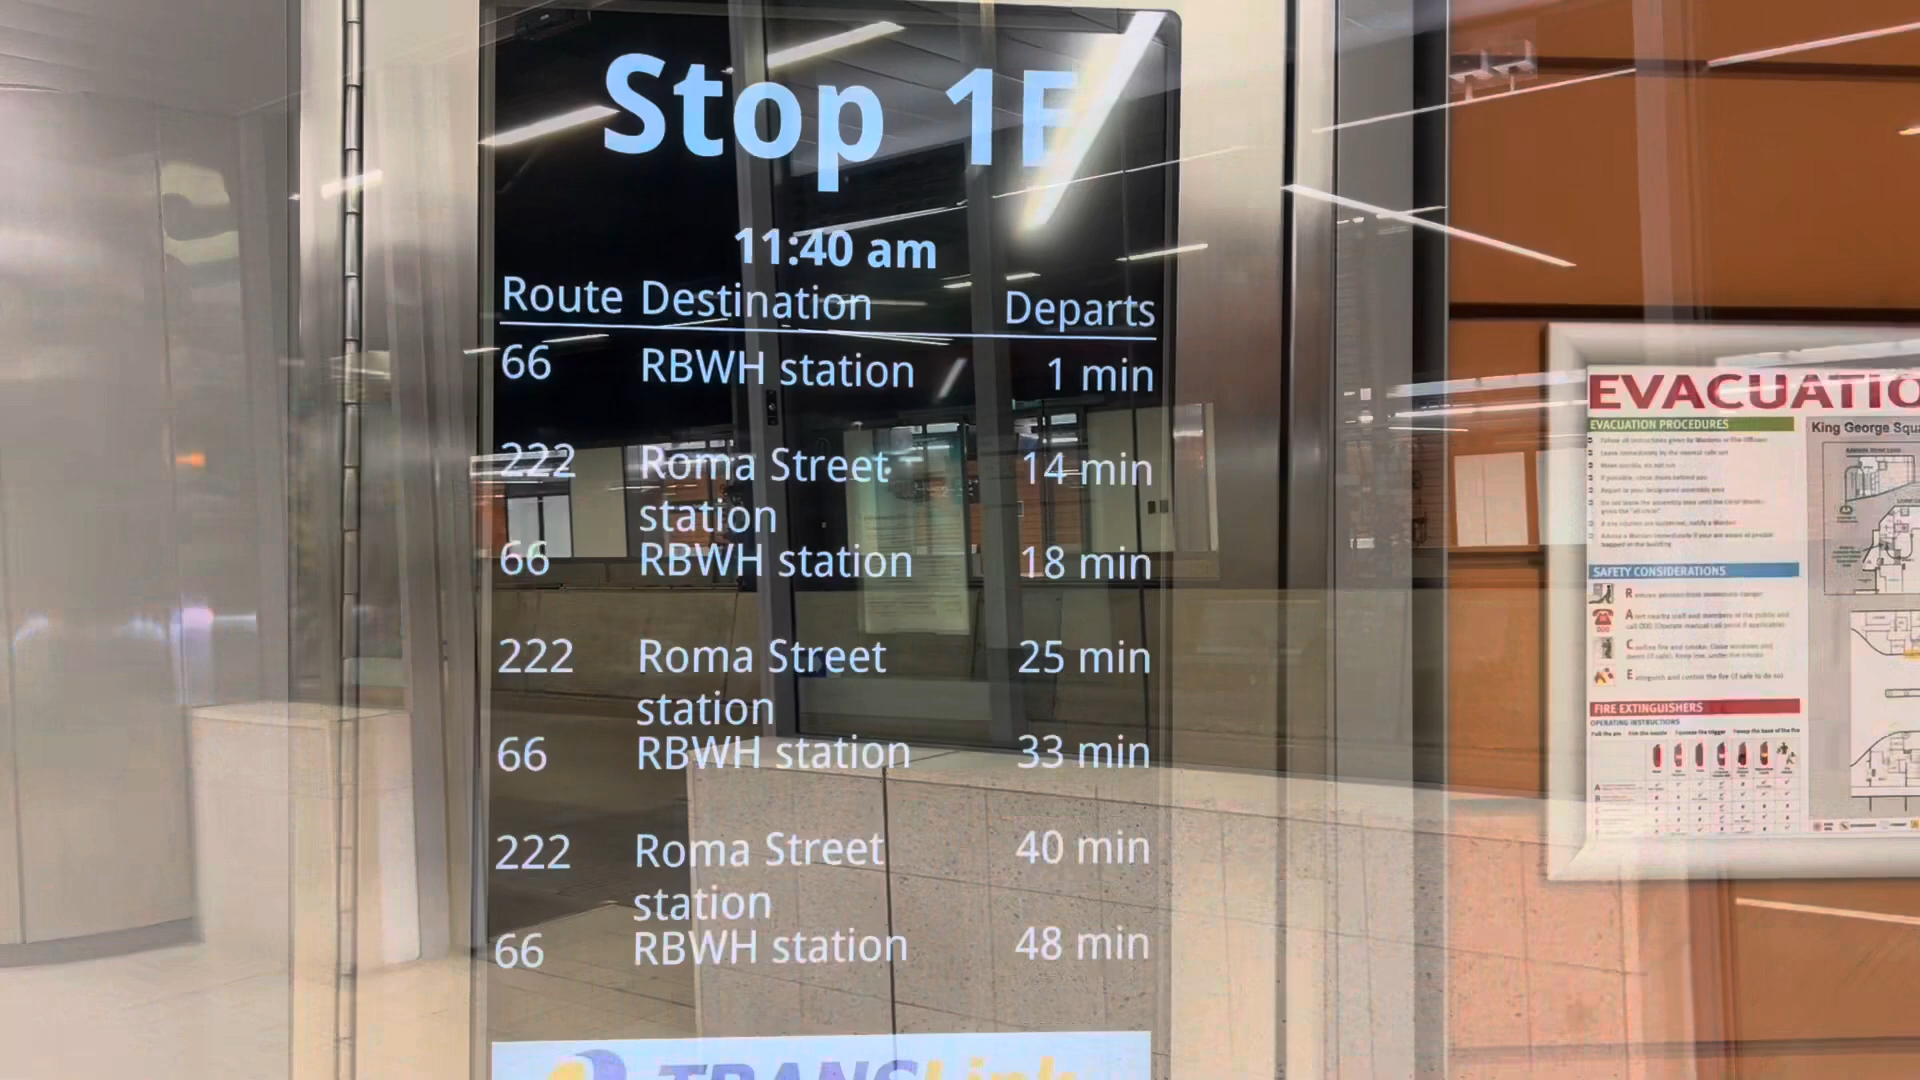 Stop 1E
11:40 am
Route Destination Departs
66 RBWH station 1 min
222 Roma Street 14 min
station
66 RBWH station 18 min
222 Roma Street 25 min
station
66 RBWH station 33 min
222 Roma Street 40 min
station
66 RBWH station 48 min
TRANSLink
EVACUATIO
EVACUATION PROCEDURES
King George Squa
SAFETY CONSIDERATIONS
FIRE EXTINGUISHERS
OPERATING INSTRUCTIONS